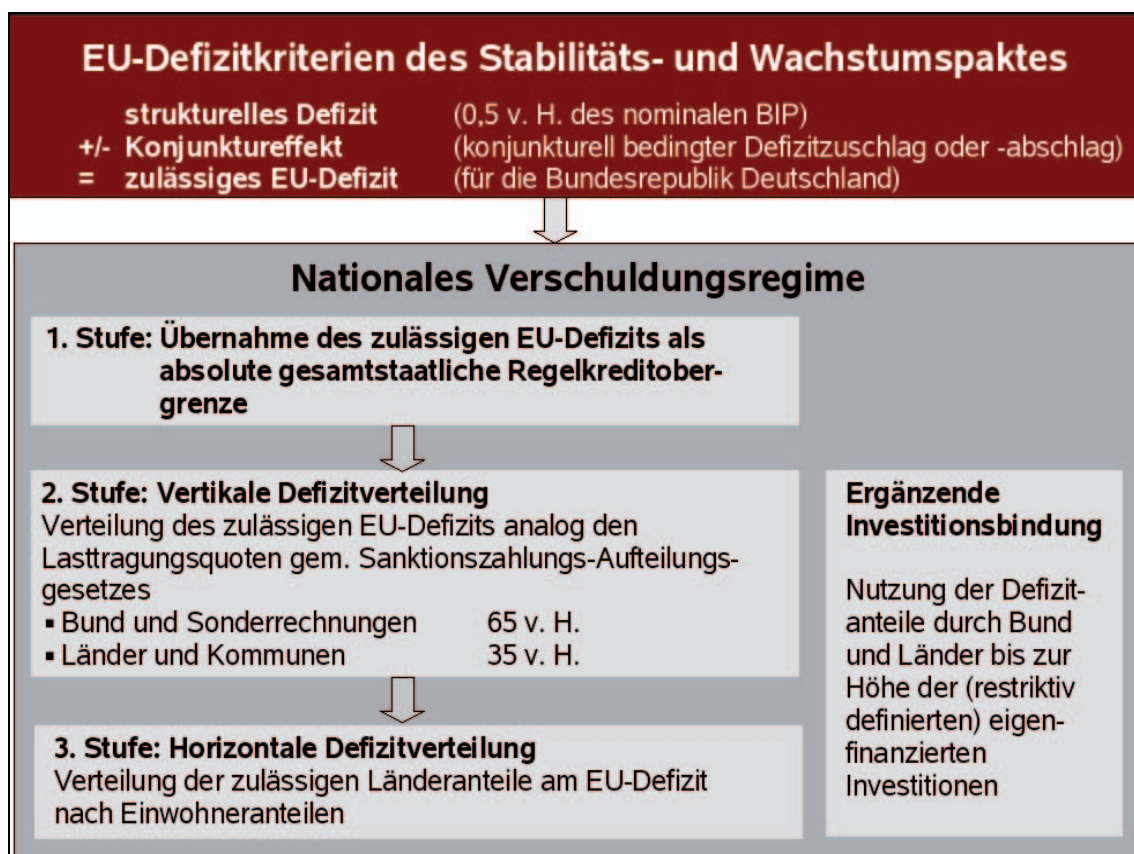 EU-Defizitkriterien des Stabilitäts- und Wachstumspaktes
strukturelles Defizit (0,5 v. H. des nominalen BIP)
+/- Konjunktureffekt (konjunkturell bedingter Defizitzuschlag oder -abschlag)
= zulässiges EU-Defizit (für die Bundesrepublik Deutschland)
Nationales Verschuldungsregime
1. Stufe: Übernahme des zulässigen EU-Defizits als
absolute gesamtstaatliche Regelkreditober-
grenze
2. Stufe: Vertikale Defizitverteilung
Verteilung des zulässigen EU-Defizits analog den
Lasttragungsquoten gem. Sanktionszahlungs-Aufteilungs-
gesetzes
▪ Bund und Sonderrechnungen 65 v. H.
▪ Länder und Kommunen 35 v. H.
3. Stufe: Horizontale Defizitverteilung
Verteilung der zulässigen Länderanteile am EU-Defizit
nach Einwohneranteilen
Ergänzende
Investitionsbindung
Nutzung der Defizit-
anteile durch Bund
und Länder bis zur
Höhe der (restriktiv
definierten) eigen-
finanzierten
Investitionen